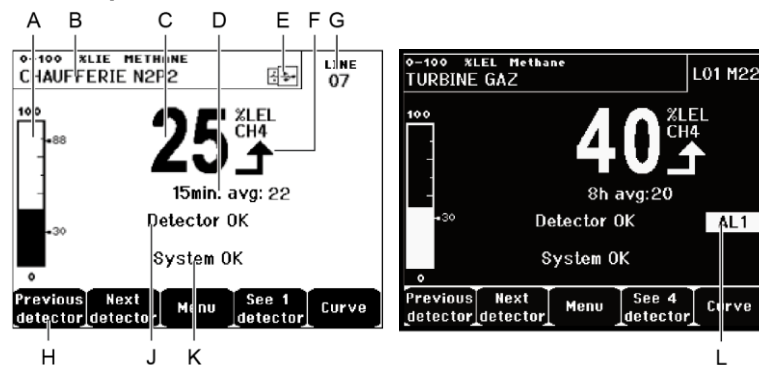 A B C D E F G
0-100 %LIE METHANE
CHAUFFERIE N2P2
LINE
07
100
88
30
0
25
%LEL
CH4
15min. avg: 22
Detector OK
System OK
Previous detector
Next detector
Menu
See 1 detector
Curve
H J K
0-100 %LEL Methane
TURBINE GAZ
L01 M22
100
30
0
40
%LEL
CH4
8h avg:20
Detector OK
AL1
System OK
Previous detector
Next detector
Menu
See 4 detector
Curve
L